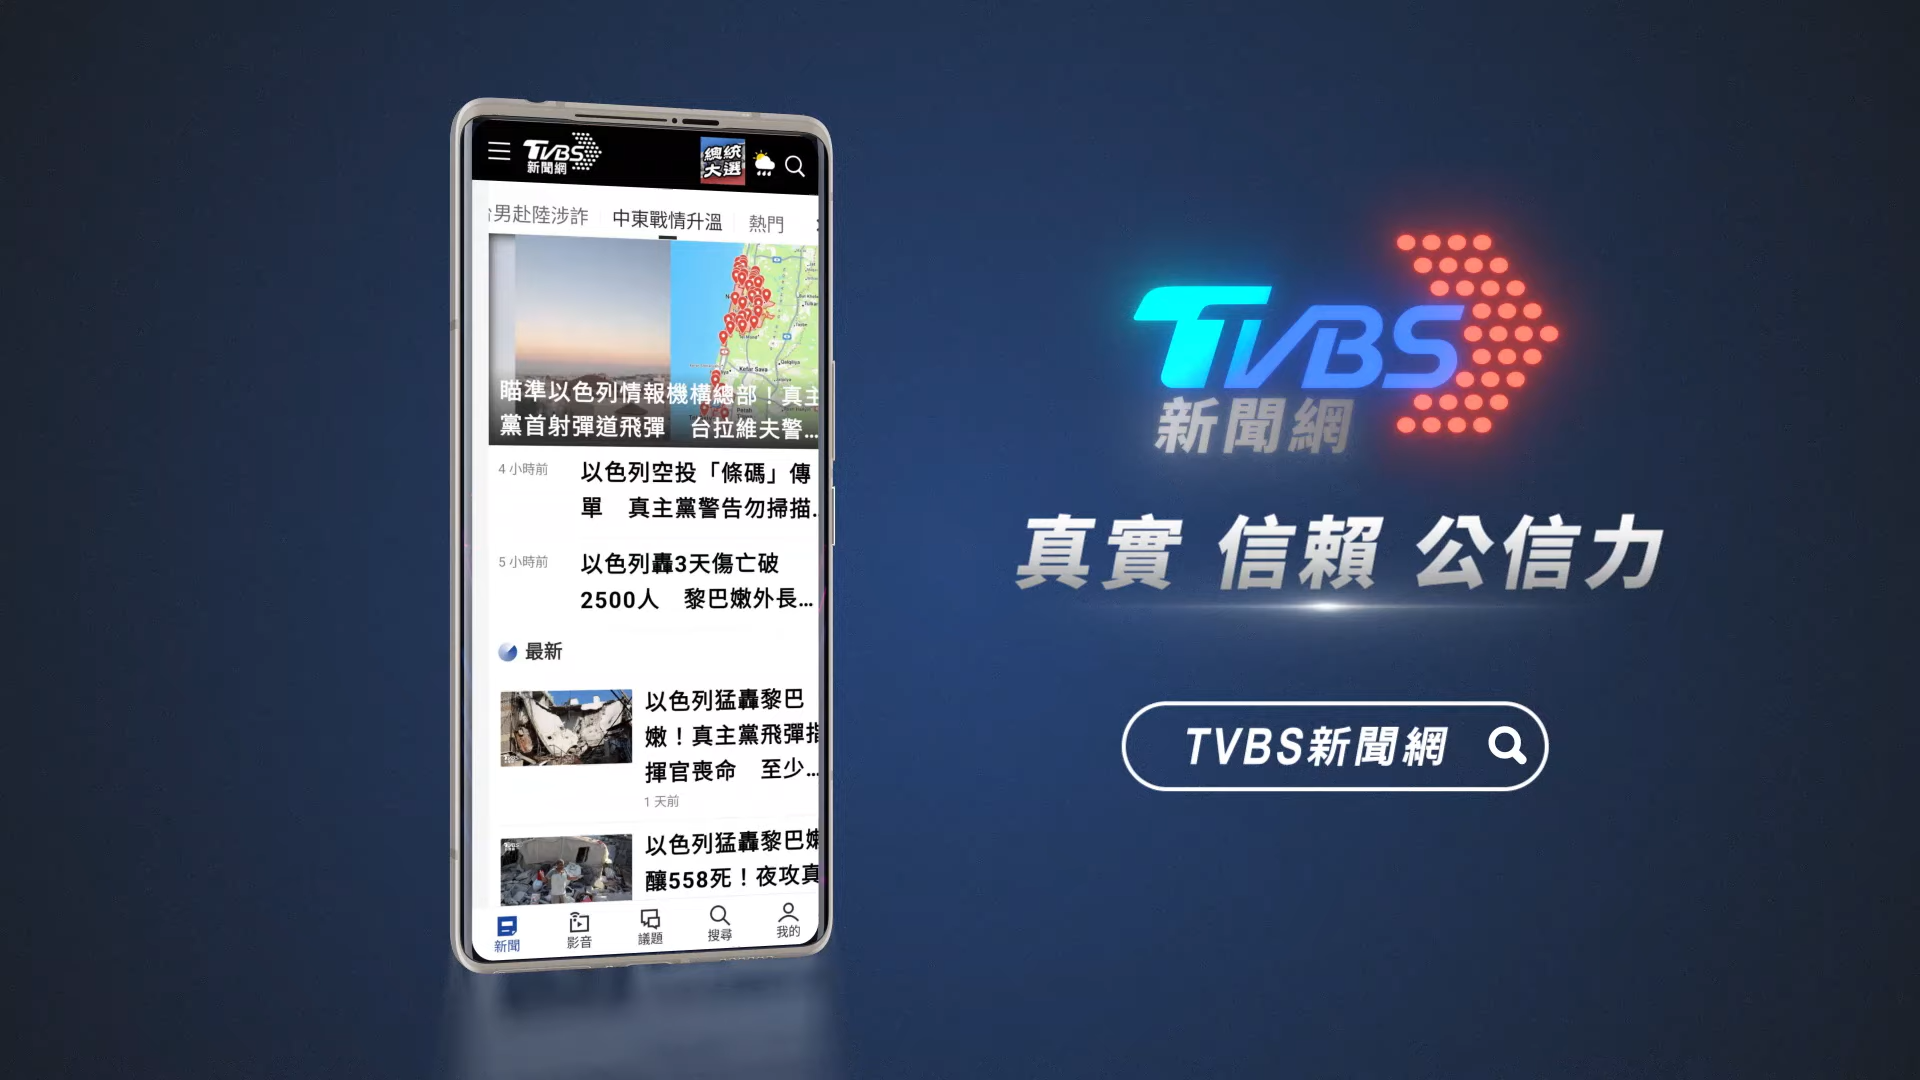 TVBS
新聞網
總統
大選
台男赴陸涉詐
中東戰情升溫
熱門
瞄準以色列情報機構總部！真主
黨首射彈道飛彈　台拉維夫警...
4 小時前
以色列空投「條碼」傳
單　真主黨警告勿掃描.
5 小時前
以色列轟3天傷亡破
2500人　黎巴嫩外長...
最新
以色列猛轟黎巴
嫩！真主黨飛彈指
揮官喪命　至少...
1 天前
以色列猛轟黎巴嫩
釀558死！夜攻真
新聞
影音
議題
搜尋
我的
TVBS
新聞網
真實 信賴 公信力
TVBS新聞網